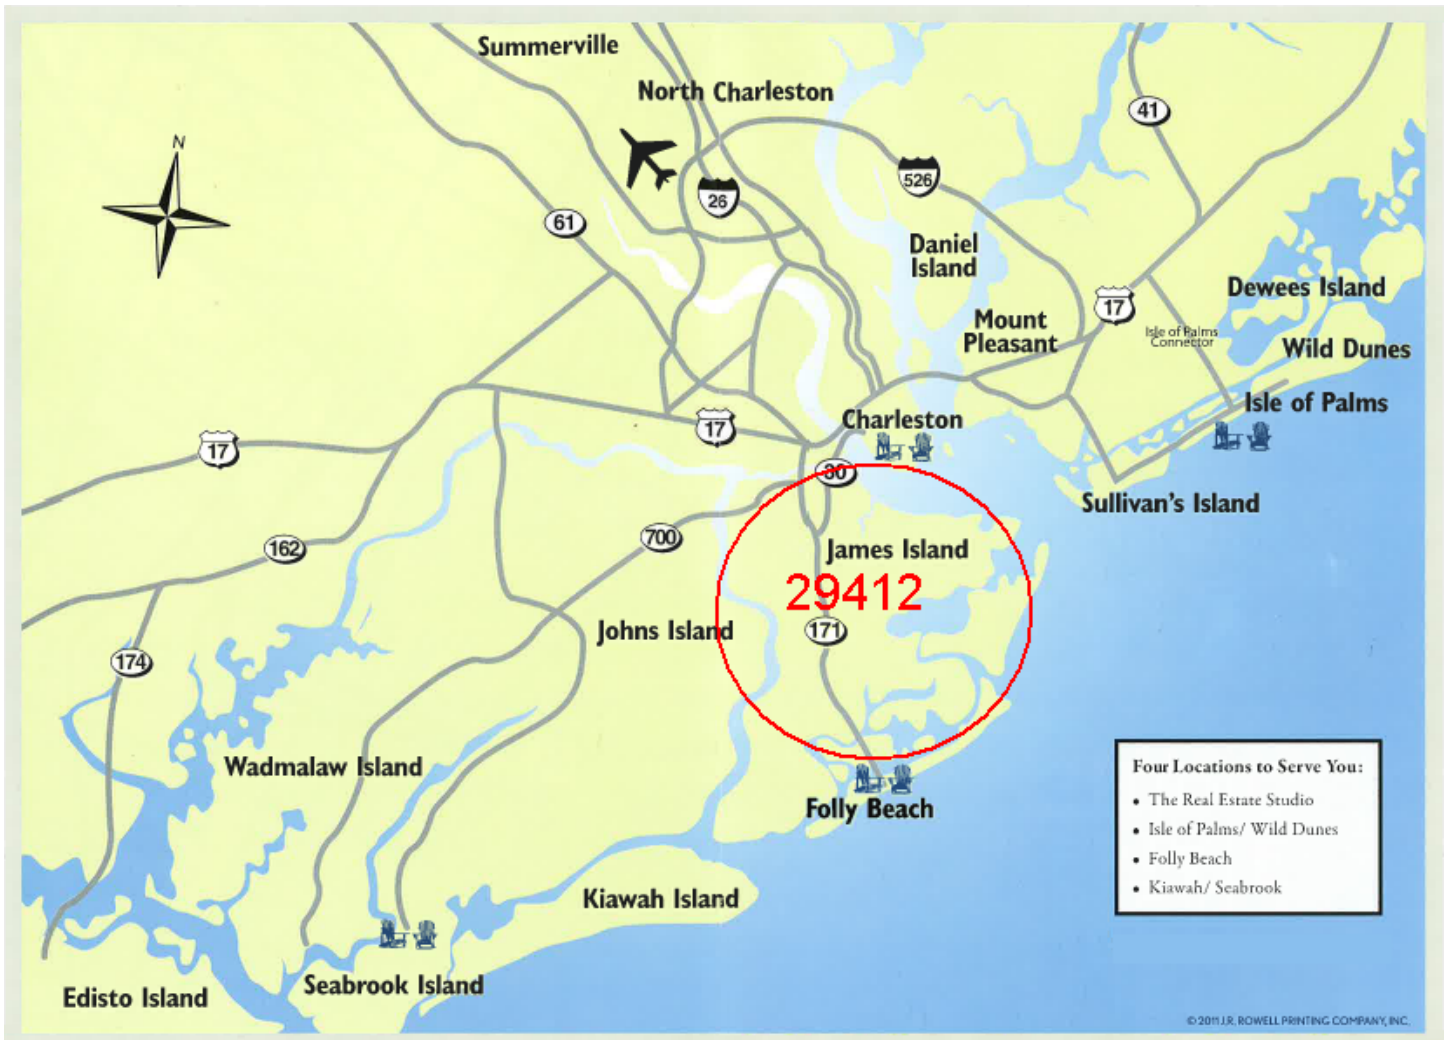 Summerville
North Charleston
N
41
526
26
61
Daniel
Island
Dewees Island
17
Mount
Pleasant
Isle of Palms
Connector
Wild Dunes
Isle of Palms
Charleston
17
17
30
Sullivan's Island
700
162
James Island
29412
171
Johns Island
174
Wadmalaw Island
Folly Beach
Four Locations to Serve You:
• The Real Estate Studio
• Isle of Palms/ Wild Dunes
• Folly Beach
• Kiawah/ Seabrook
Kiawah Island
Seabrook Island
Edisto Island
© 2011 J.R. ROWELL PRINTING COMPANY, INC.